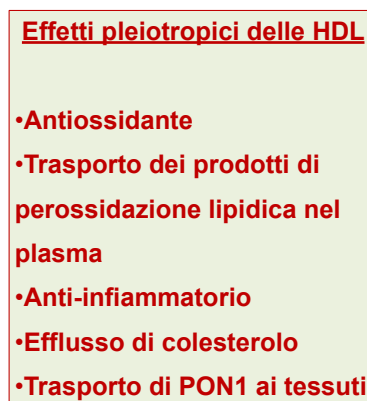 Effetti pleiotropici delle HDL
•Antiossidante
•Trasporto dei prodotti di
perossidazione lipidica nel
plasma
•Anti-infiammatorio
•Efflusso di colesterolo
•Trasporto di PON1 ai tessuti